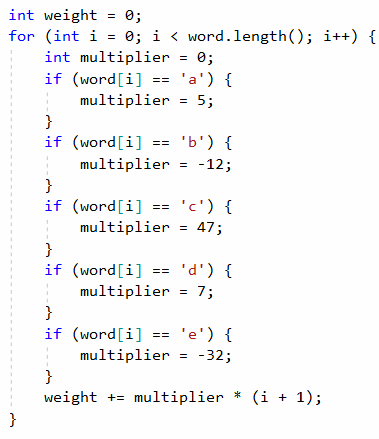 int weight = 0;
for (int i = 0; i < word.length(); i++) {
    int multiplier = 0;
    if (word[i] == 'a') {
        multiplier = 5;
    }
    if (word[i] == 'b') {
        multiplier = -12;
    }
    if (word[i] == 'c') {
        multiplier = 47;
    }
    if (word[i] == 'd') {
        multiplier = 7;
    }
    if (word[i] == 'e') {
        multiplier = -32;
    }
    weight += multiplier * (i + 1);
}